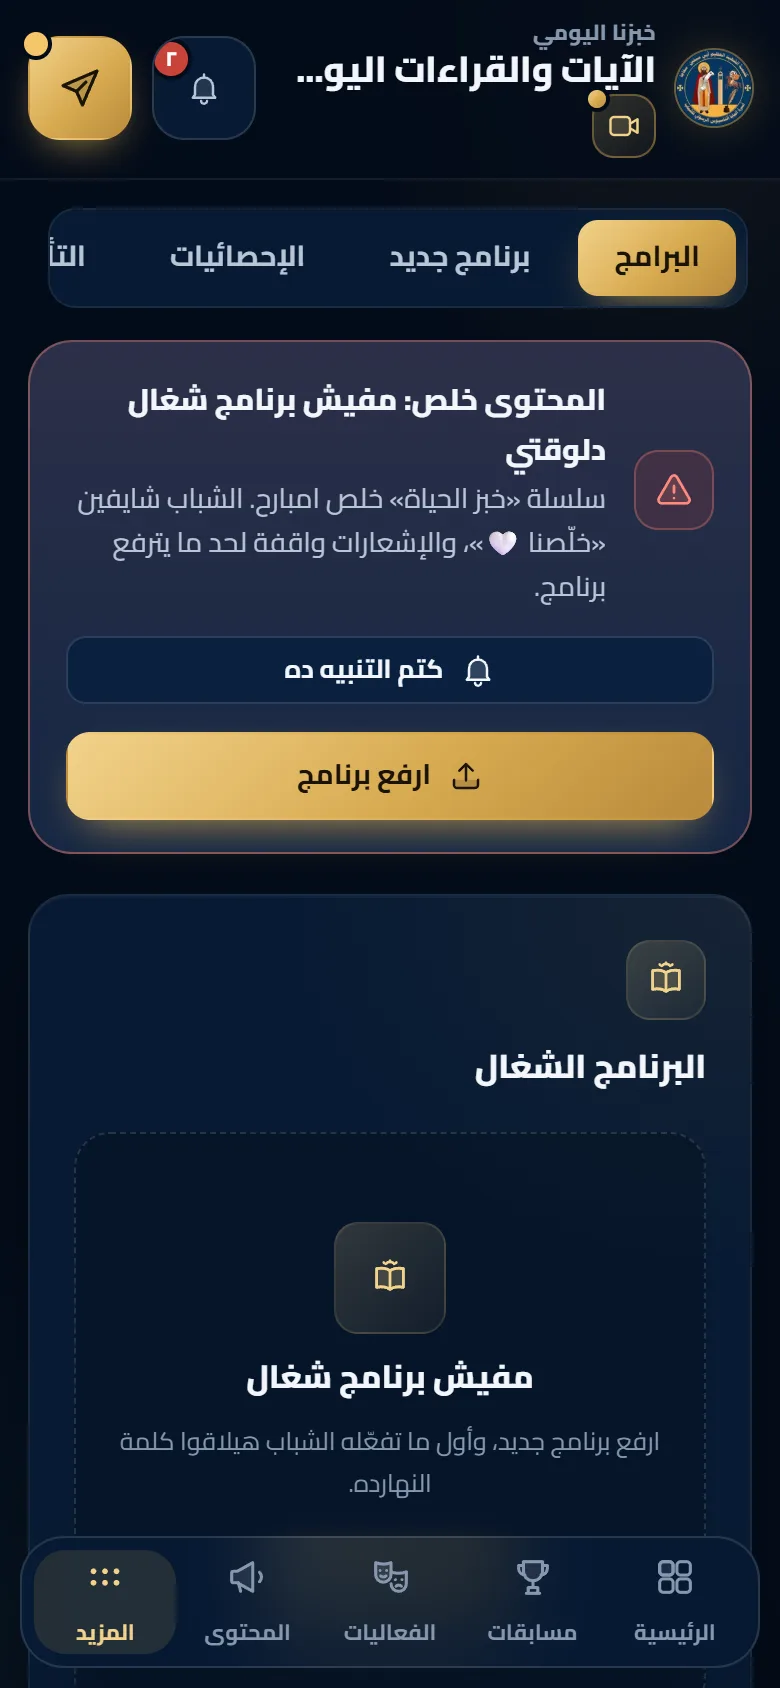 خبزنا اليومي
الآيات والقراءات اليو...
٢
البرامج
برنامج جديد
الإحصائيات
التأ
المحتوى خلص: مفيش برنامج شغال
دلوقتي
سلسلة «خبز الحياة» خلص امبارح. الشباب شايفين
«خلّصنا 🤍»، والإشعارات واقفة لحد ما يترفع
برنامج.
كتم التنبيه ده
ارفع برنامج
البرنامج الشغال
مفيش برنامج شغال
ارفع برنامج جديد، وأول ما تفعّله الشباب هيلاقوا كلمة
النهارده.
الرئيسية
مسابقات
الفعاليات
المحتوى
المزيد